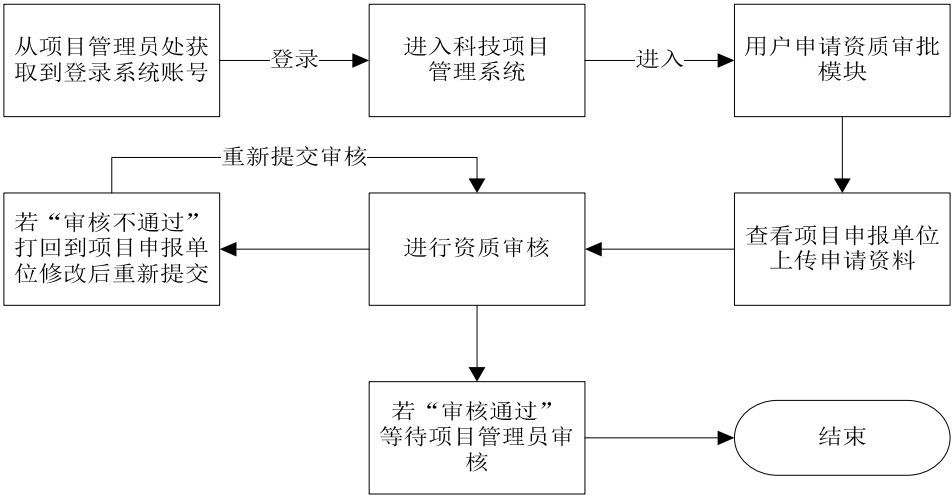 从项目管理员处获
取到登录系统账号
登录
进入科技项目
管理系统
进入
用户申请资质审批
模块
重新提交审核
若“审核不通过”
打回到项目申报单
位修改后重新提交
进行资质审核
查看项目申报单位
上传申请资料
若“审核通过”
等待项目管理员审
核
结束